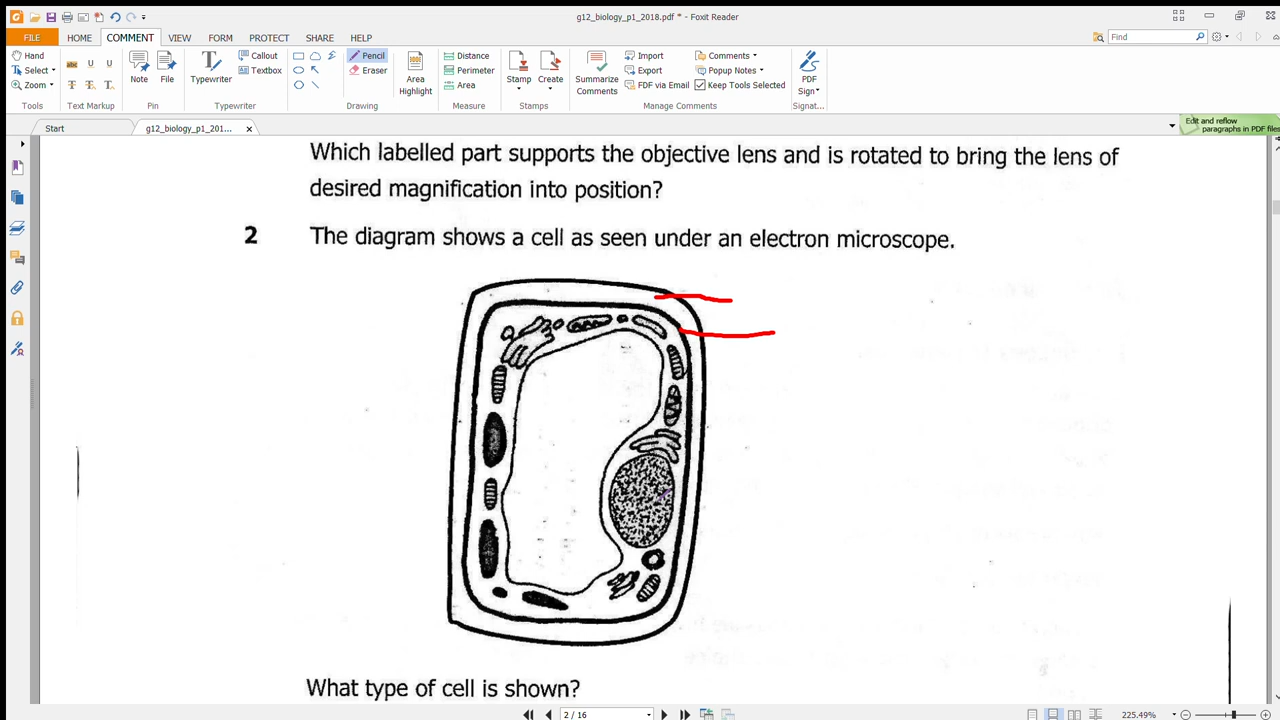 g12_biology_p1_2018.pdf * - Foxit Reader
FILE HOME COMMENT VIEW FORM PROTECT SHARE HELP Find
Hand Select Zoom Tools
Text Markup
Note File Pin
Typewriter Callout Textbox Typewriter
Pencil Eraser Drawing
Area Highlight
Distance Perimeter Area Measure
Stamp Create Stamps
Summarize Comments Import Export FDF via Email Comments Popup Notes Keep Tools Selected Manage Comments
PDF Sign Signat...
Start g12_biology_p1_201... Edit and reflow paragraphs in PDF files
Which labelled part supports the objective lens and is rotated to bring the lens of
desired magnification into position?
2 The diagram shows a cell as seen under an electron microscope.
What type of cell is shown?
2 / 16 225.49%